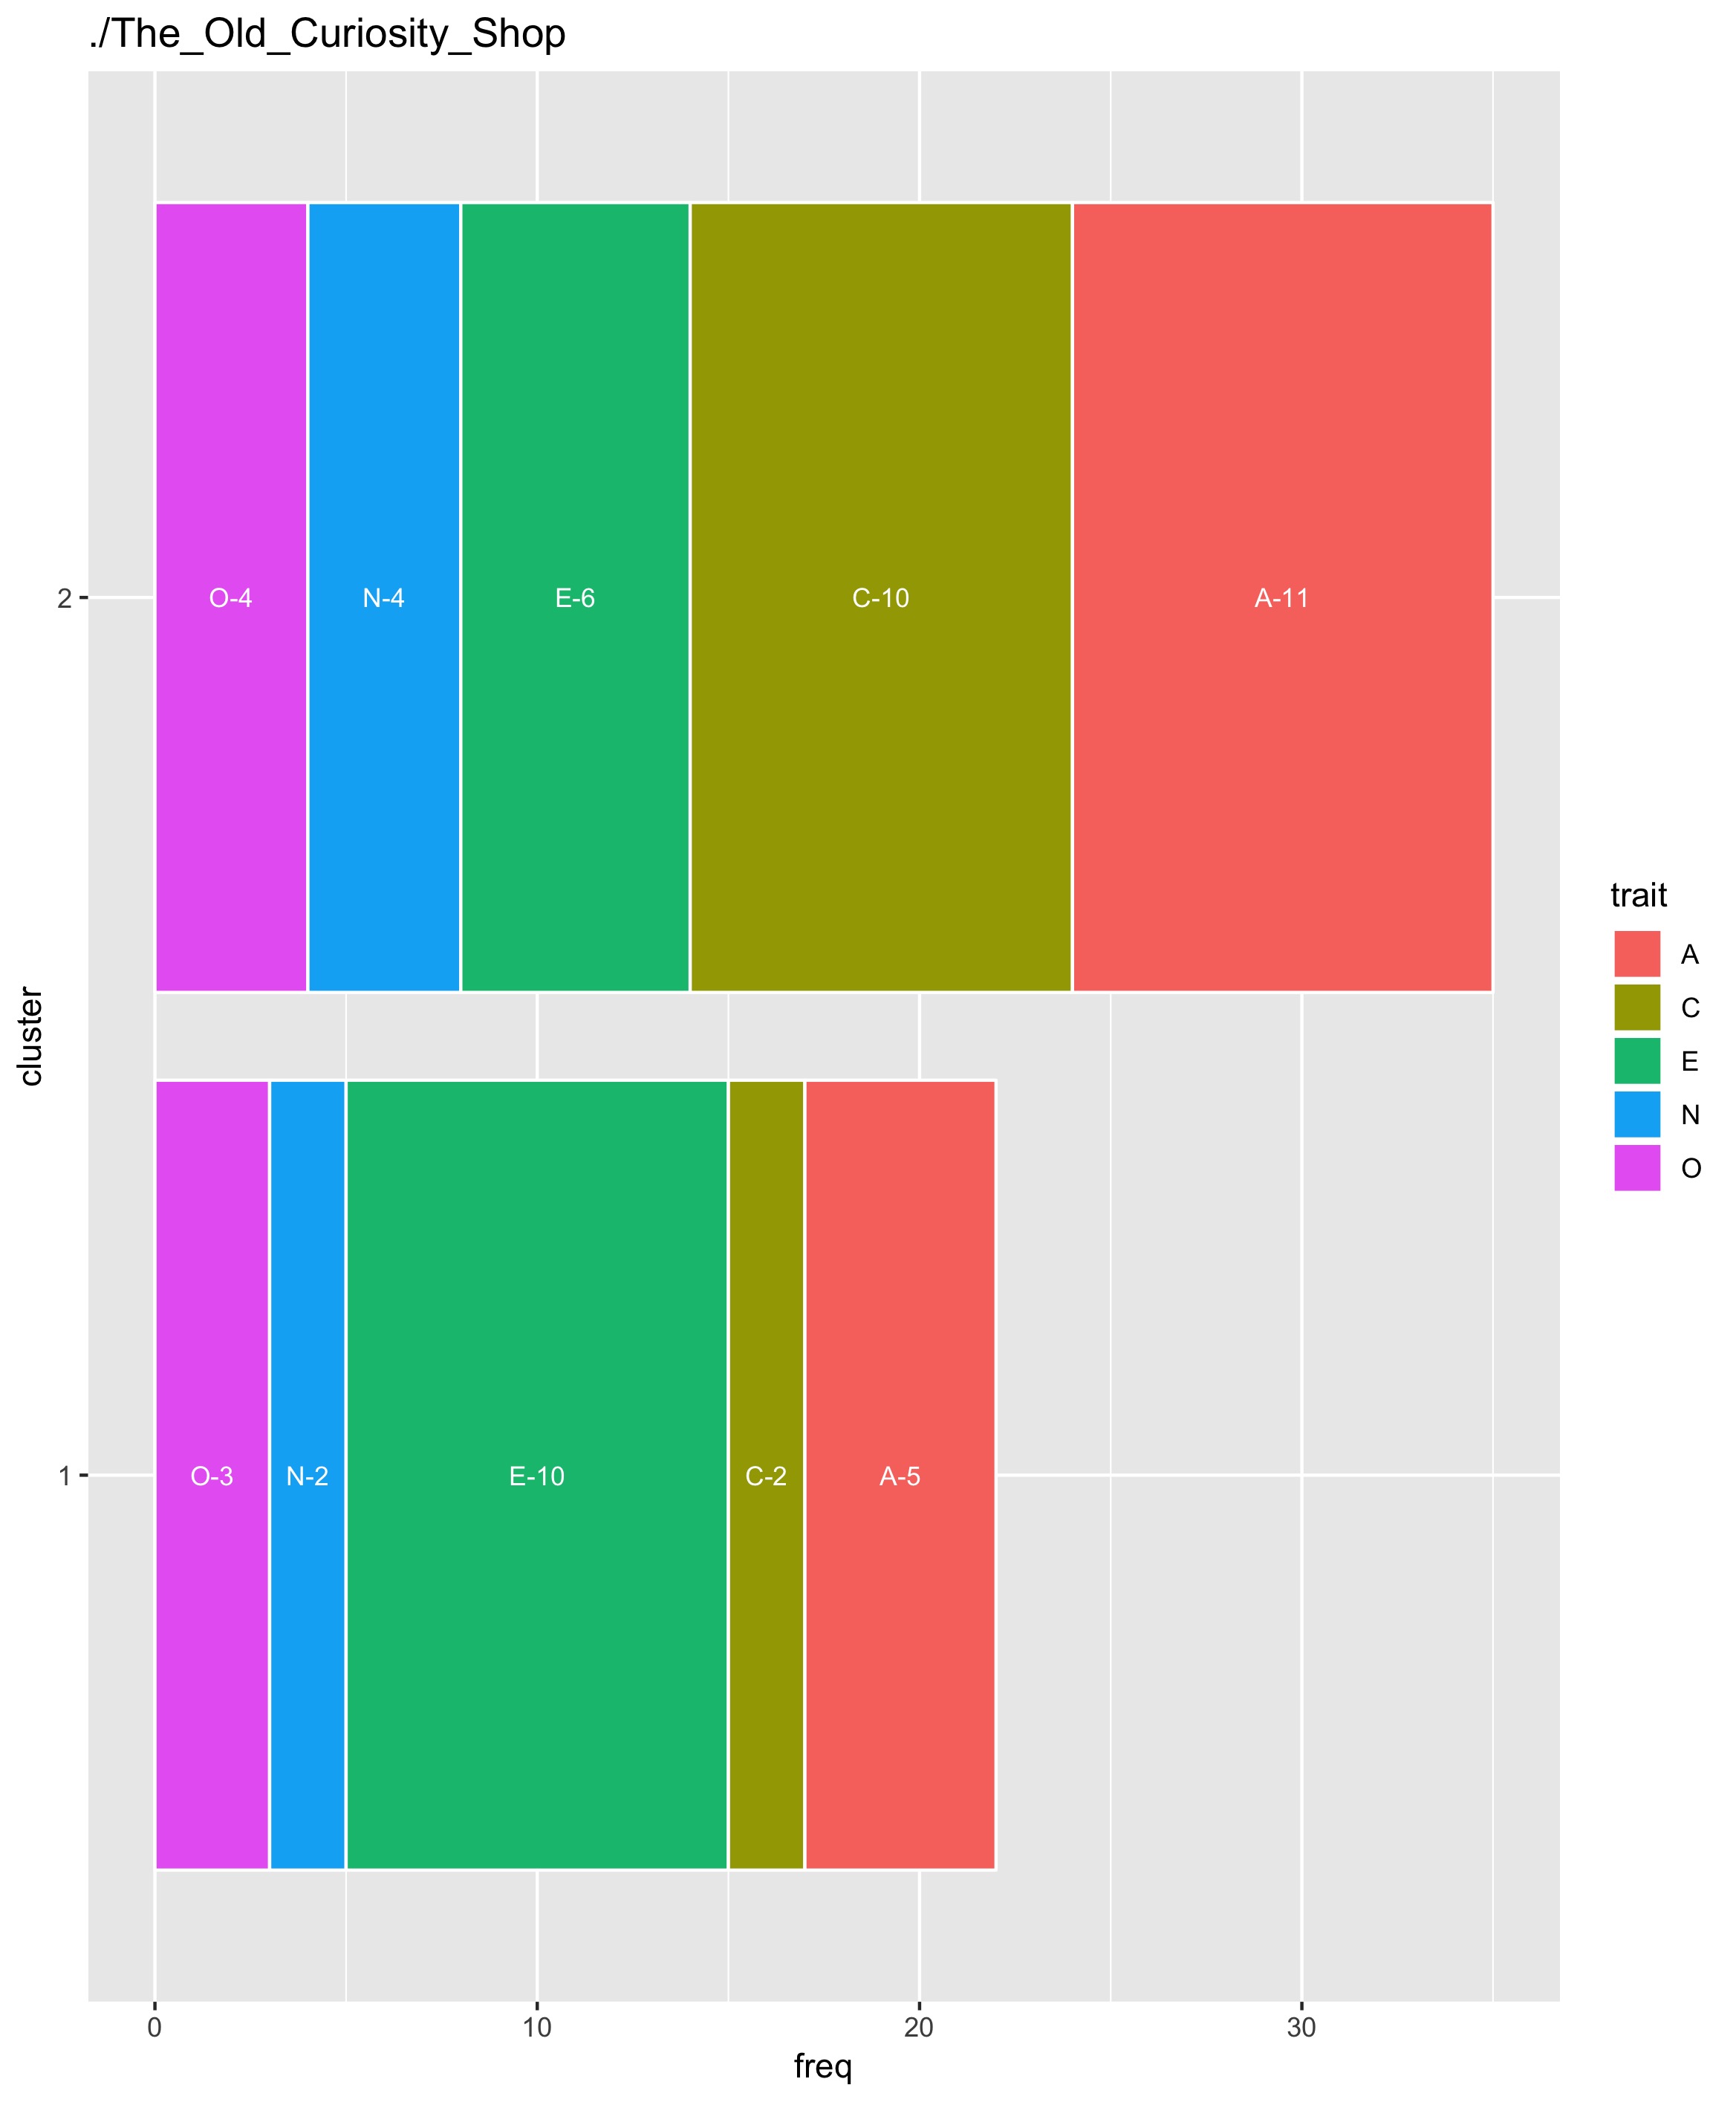 ./The_Old_Curiosity_Shop
cluster
2
O-4 N-4 E-6 C-10 A-11
1
O-3 N-2 E-10 C-2 A-5
0 10 20 30
freq
trait
A
C
E
N
O